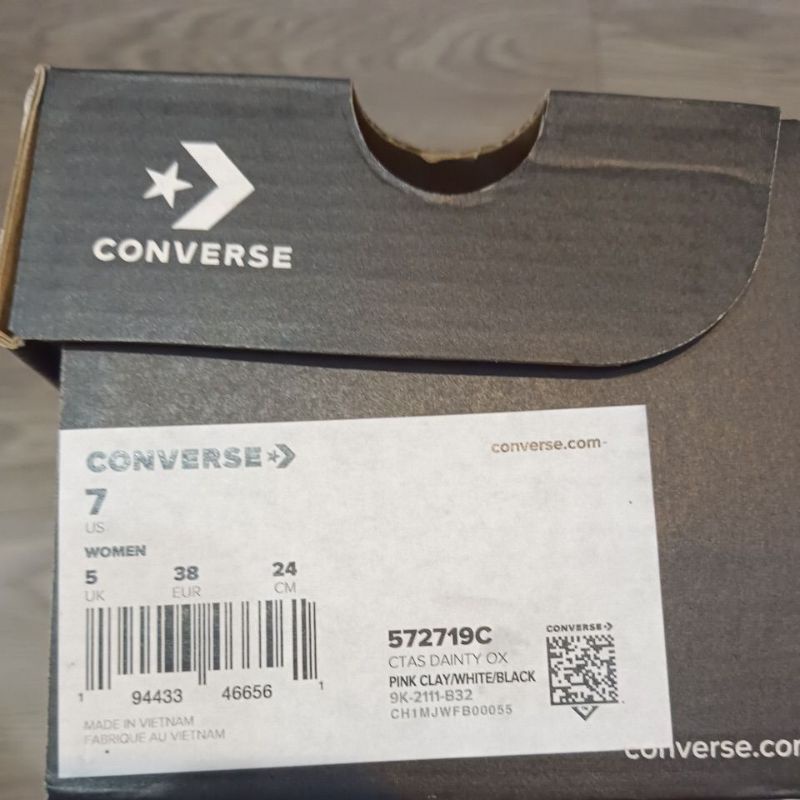 CONVERSE
CONVERSE
converse.com
7
US
WOMEN
5 38 24
UK EUR CM
1 94433 46656 1
MADE IN VIETNAM
FABRIQUE AU VIETNAM
572719C
CTAS DAINTY OX
PINK CLAY/WHITE/BLACK
9K-2111-B32
CH1MJWFB00055
CONVERSE
converse.com